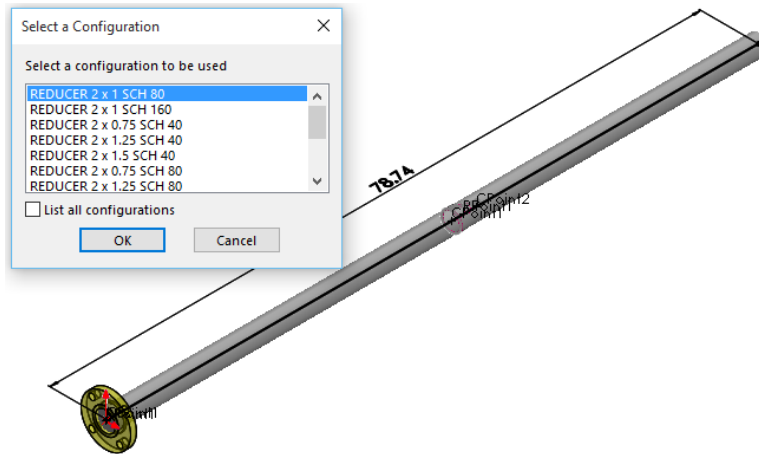 Select a Configuration
Select a configuration to be used
REDUCER 2 x 1 SCH 80
REDUCER 2 x 1 SCH 160
REDUCER 2 x 0.75 SCH 40
REDUCER 2 x 1.25 SCH 40
REDUCER 2 x 1.5 SCH 40
REDUCER 2 x 0.75 SCH 80
REDUCER 2 x 1.25 SCH 80
List all configurations
OK
Cancel
78.74
CPoint2
CPoint1